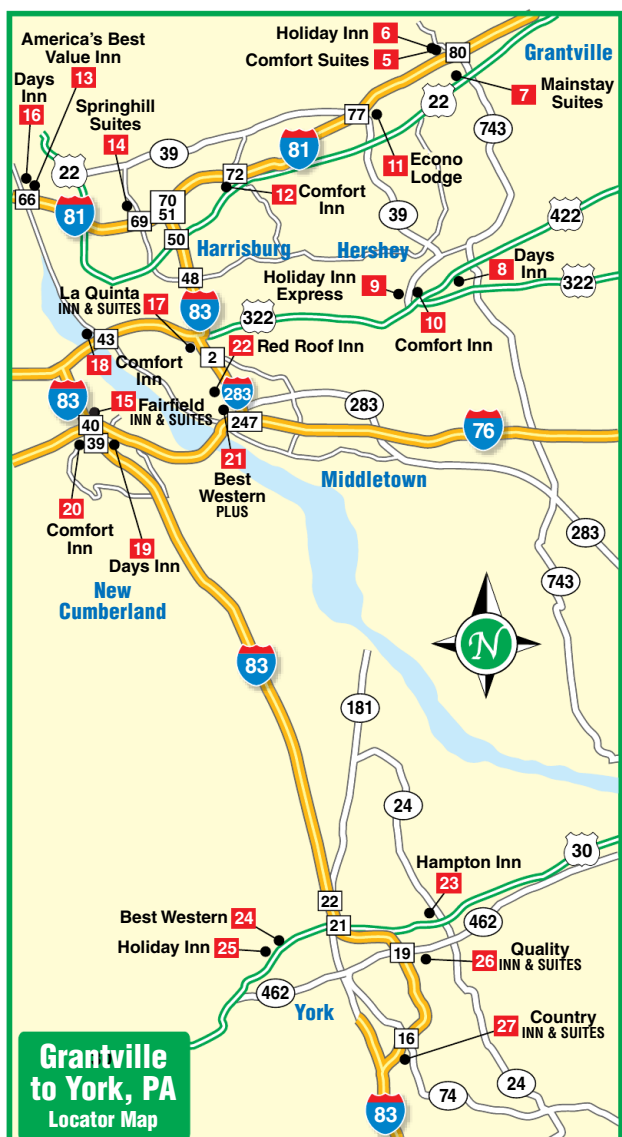 Holiday Inn 6
Comfort Suites 5
80
Grantville
America's Best
Value Inn
13
Days
Inn
16
Springhill
Suites
14
7 Mainstay
Suites
22
77
743
39
81
11 Econo
Lodge
22
72
12 Comfort
Inn
66
81
70
51
69
39
422
50
Harrisburg
Hershey
8 Days
Inn
48
Holiday Inn
Express 9
322
La Quinta
INN & SUITES
17
83
322
10
Comfort Inn
43
2
22 Red Roof Inn
18 Comfort
Inn
283
83
15 Fairfield
INN & SUITES
283
40
39
247
76
21
Best
Western
PLUS
Middletown
20
Comfort
Inn
19
Days Inn
283
New
Cumberland
743
N
83
181
24
30
Hampton Inn
23
22
21
462
Best Western 24
Holiday Inn 25
19
26 Quality
INN & SUITES
462
York
27 Country
INN & SUITES
16
Grantville
to York, PA
Locator Map
83
74
24